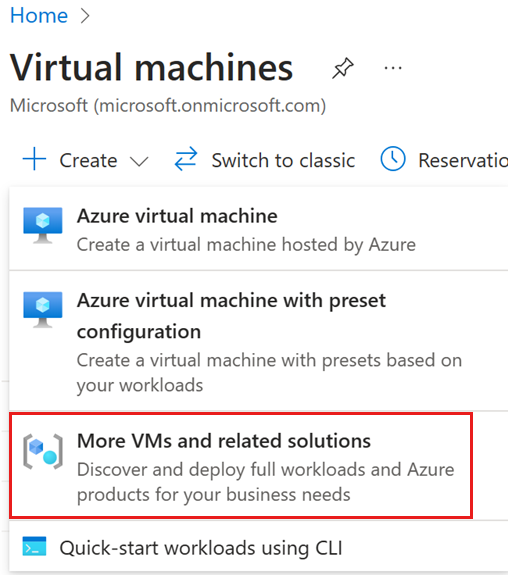 Home
Virtual machines
Microsoft (microsoft.onmicrosoft.com)
Create Switch to classic Reservatio
Azure virtual machine
Create a virtual machine hosted by Azure
Azure virtual machine with preset
configuration
Create a virtual machine with presets based on
your workloads
More VMs and related solutions
Discover and deploy full workloads and Azure
products for your business needs
Quick-start workloads using CLI